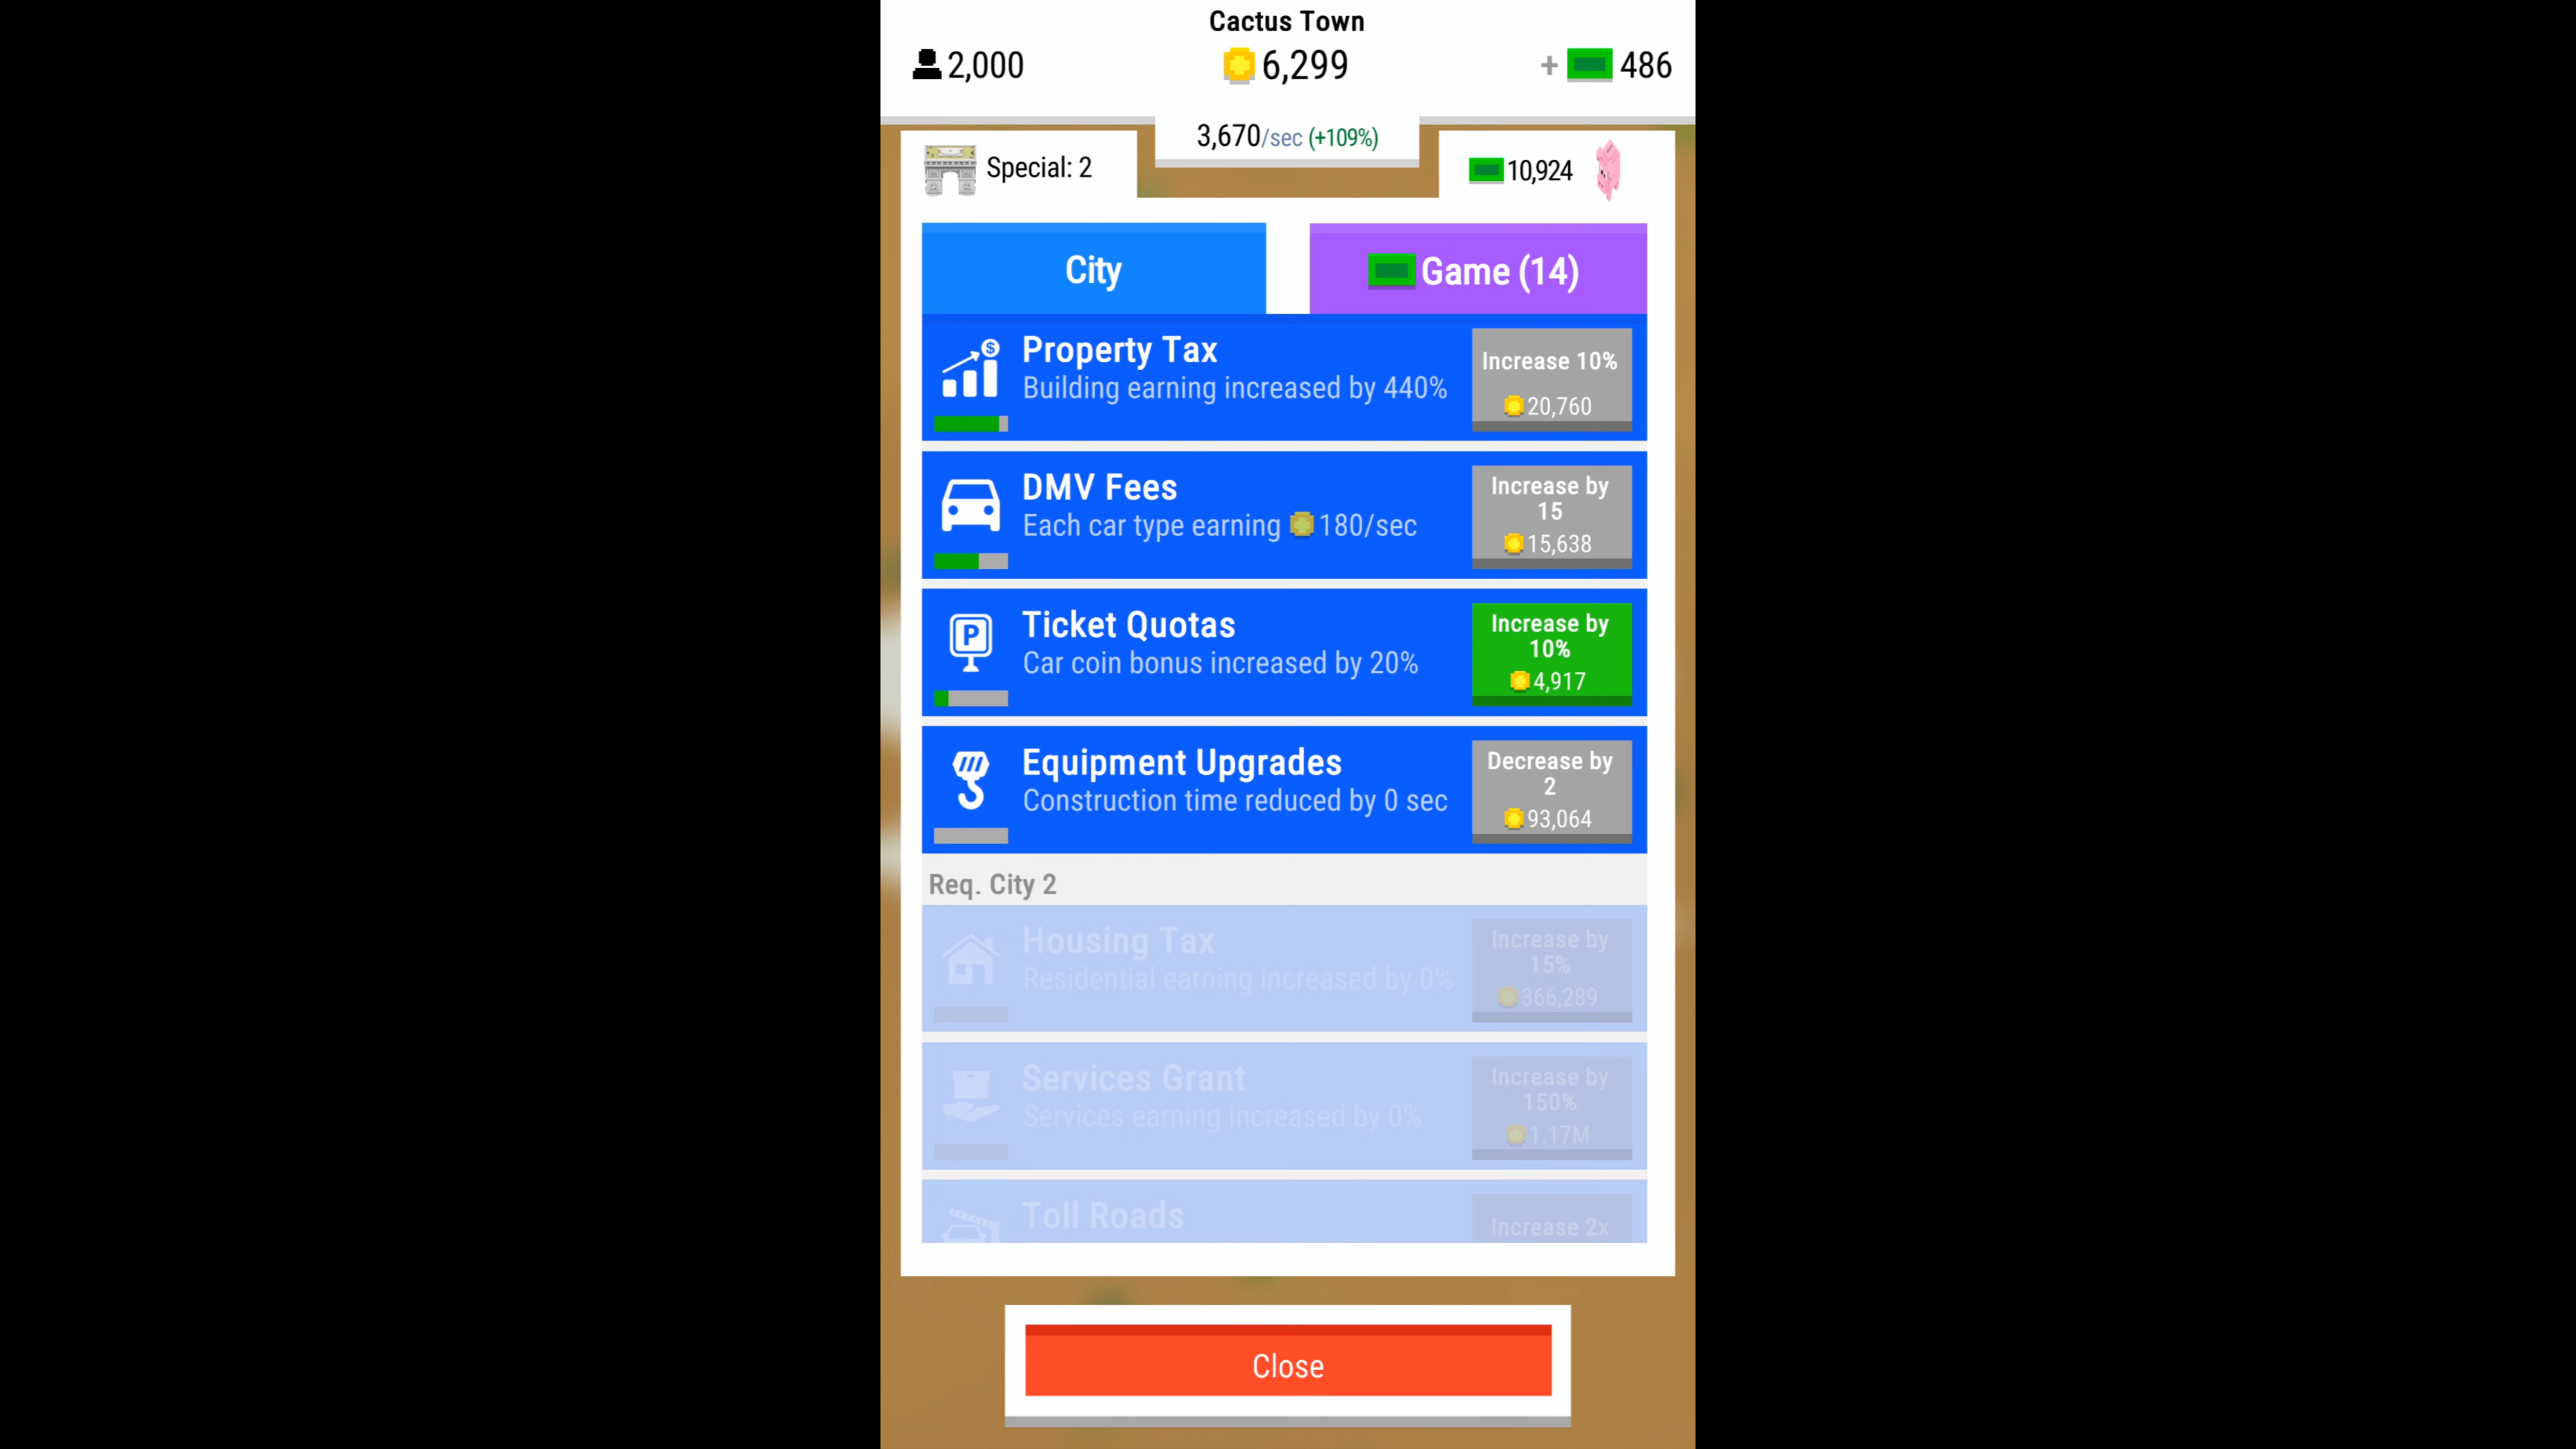 Cactus Town
2,000
6,299
+ 486
3,670/sec (+109%)
Special: 2
10,924
City
Game (14)
Property Tax
Building earning increased by 440%
Increase 10%
20,760
DMV Fees
Each car type earning 180/sec
Increase by
15
15,638
P
Ticket Quotas
Car coin bonus increased by 20%
Increase by
10%
4,917
Equipment Upgrades
Construction time reduced by 0 sec
Decrease by
2
93,064
Req. City 2
Housing Tax
Residential earning increased by 0%
Increase by
15%
366,289
Services Grant
Services earning increased by 0%
Increase by
150%
1.17M
Toll Roads
Increase 2x
Close